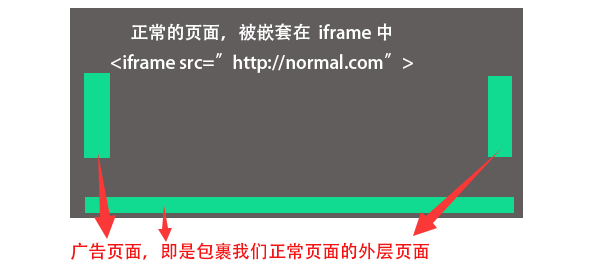 正常的页面，被嵌套在 iframe 中
<iframe src=”http://normal.com”>
广告页面，即是包裹我们正常页面的外层页面